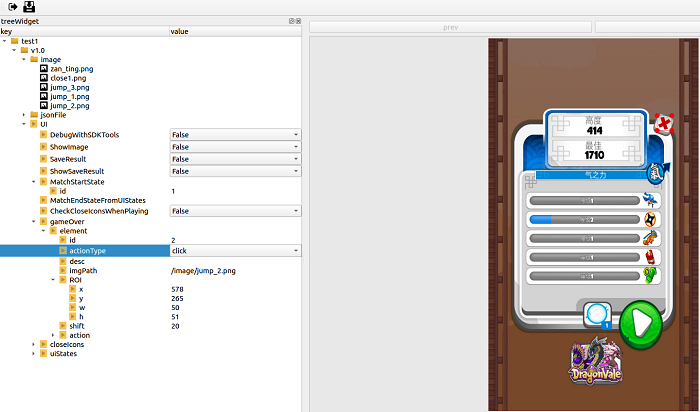 treeWidget
key value
test1
v1.0
image
zan_ting.png
close1.png
jump_3.png
jump_1.png
jump_2.png
jsonFile
UI
DebugWithSDKTools False
ShowImage False
SaveResult False
ShowSaveResult False
MatchStartState
id 1
MatchEndStateFromUIStates
CheckCloseIconsWhenPlaying False
gameOver
element
id 2
actionType click
desc
imgPath /image/jump_2.png
ROI
x 578
y 265
w 50
h 51
shift 20
action
closeIcons
uiStates
prev
高度
414
最佳
1710
气之力
1
DragonVale